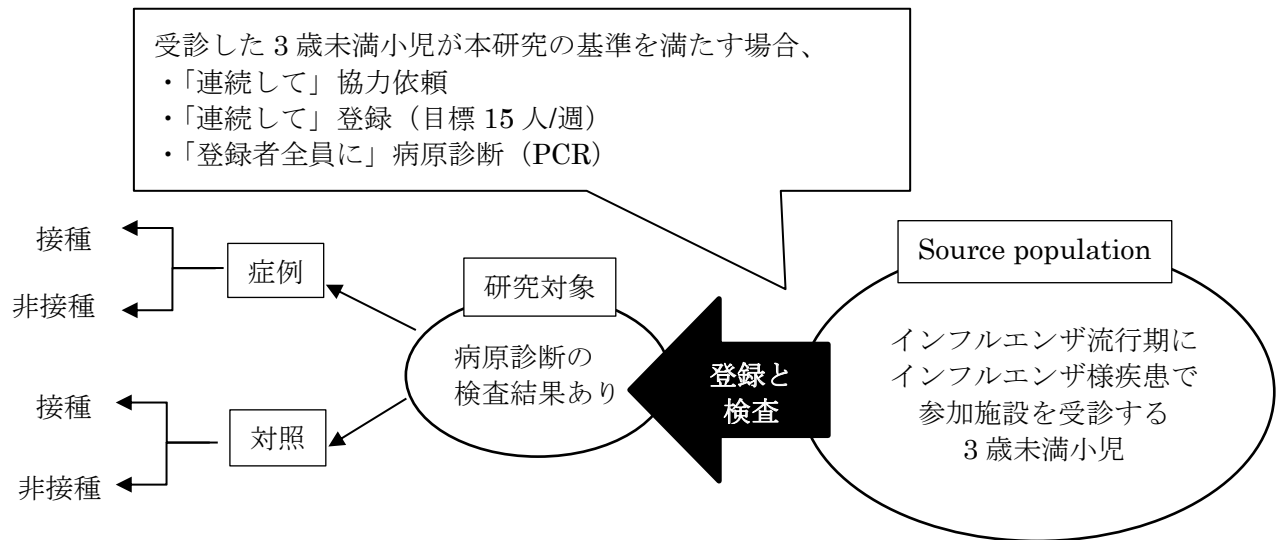 受診した 3 歳未満小児が本研究の基準を満たす場合、
・「連続して」協力依頼
・「連続して」登録（目標 15 人/週）
・「登録者全員に」病原診断（PCR）
Source population
インフルエンザ流行期に
インフルエンザ様疾患で
参加施設を受診する
3 歳未満小児
登録と
検査
研究対象
病原診断の
検査結果あり
症例
接種
非接種
対照
接種
非接種